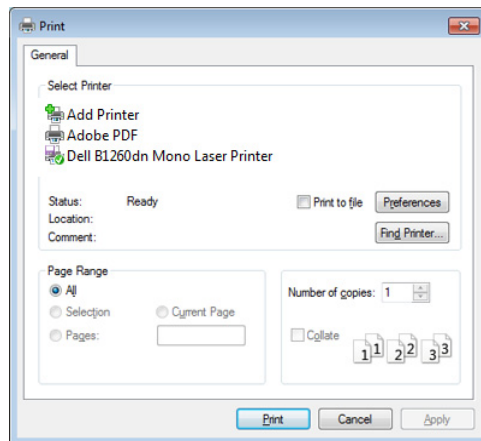 Print
General
Select Printer
Add Printer
Adobe PDF
Dell B1260dn Mono Laser Printer
Status: Ready
Print to file
Preferences
Location:
Comment:
Find Printer...
Page Range
All
Selection
Current Page
Pages:
Number of copies: 1
Collate
1 1 2 2 3 3
Print
Cancel
Apply